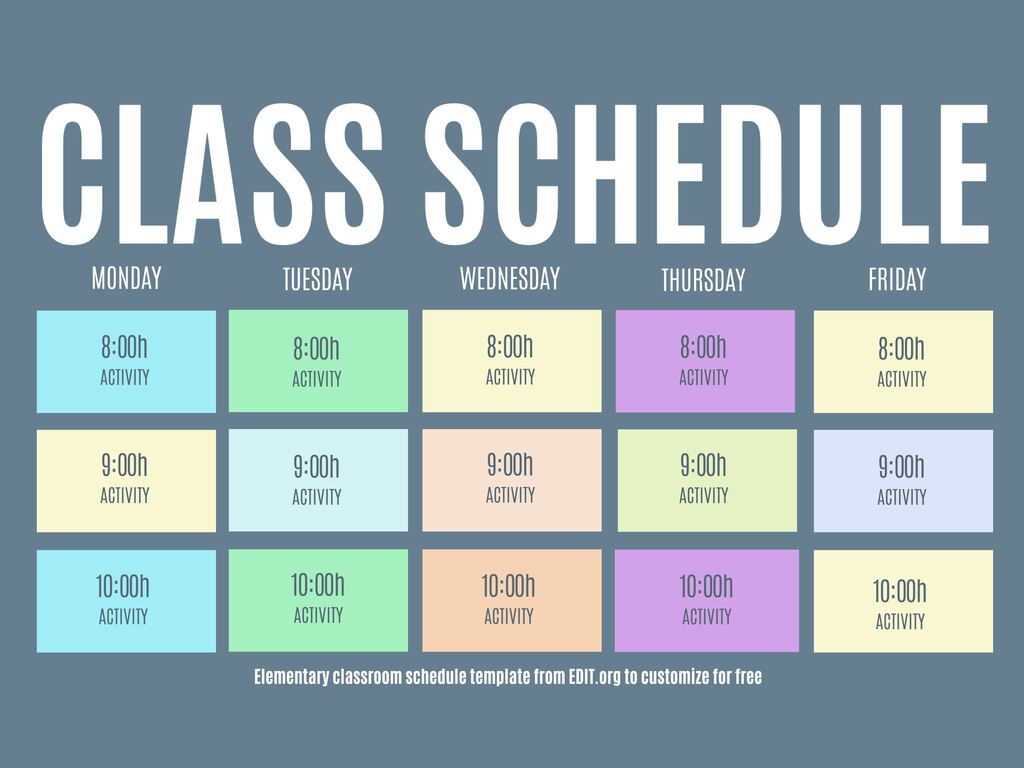 CLASS SCHEDULE
MONDAY TUESDAY WEDNESDAY THURSDAY FRIDAY
8:00h 8:00h 8:00h 8:00h 8:00h
ACTIVITY ACTIVITY ACTIVITY ACTIVITY ACTIVITY
9:00h 9:00h 9:00h 9:00h 9:00h
ACTIVITY ACTIVITY ACTIVITY ACTIVITY ACTIVITY
10:00h 10:00h 10:00h 10:00h 10:00h
ACTIVITY ACTIVITY ACTIVITY ACTIVITY ACTIVITY
Elementary classroom schedule template from EDIT.org to customize for free